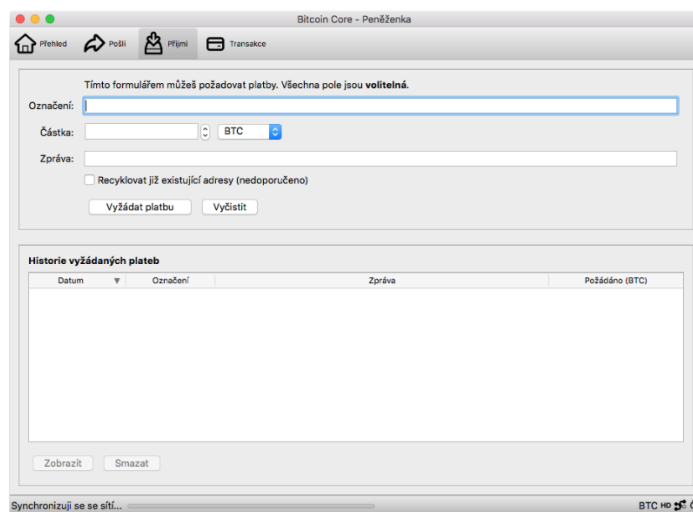 Bitcoin Core - Peněženka
Přehled Pošli Přijmi Transakce
Tímto formulářem můžeš požadovat platby. Všechna pole jsou volitelná.
Označení:
Částka: BTC
Zpráva:
Recyklovat již existující adresy (nedoporučeno)
Vyžádat platbu Vyčistit
Historie vyžádaných plateb
Datum Označení Zpráva Požádáno (BTC)
Zobrazit Smazat
Synchronizuji se se sítí... BTC HD